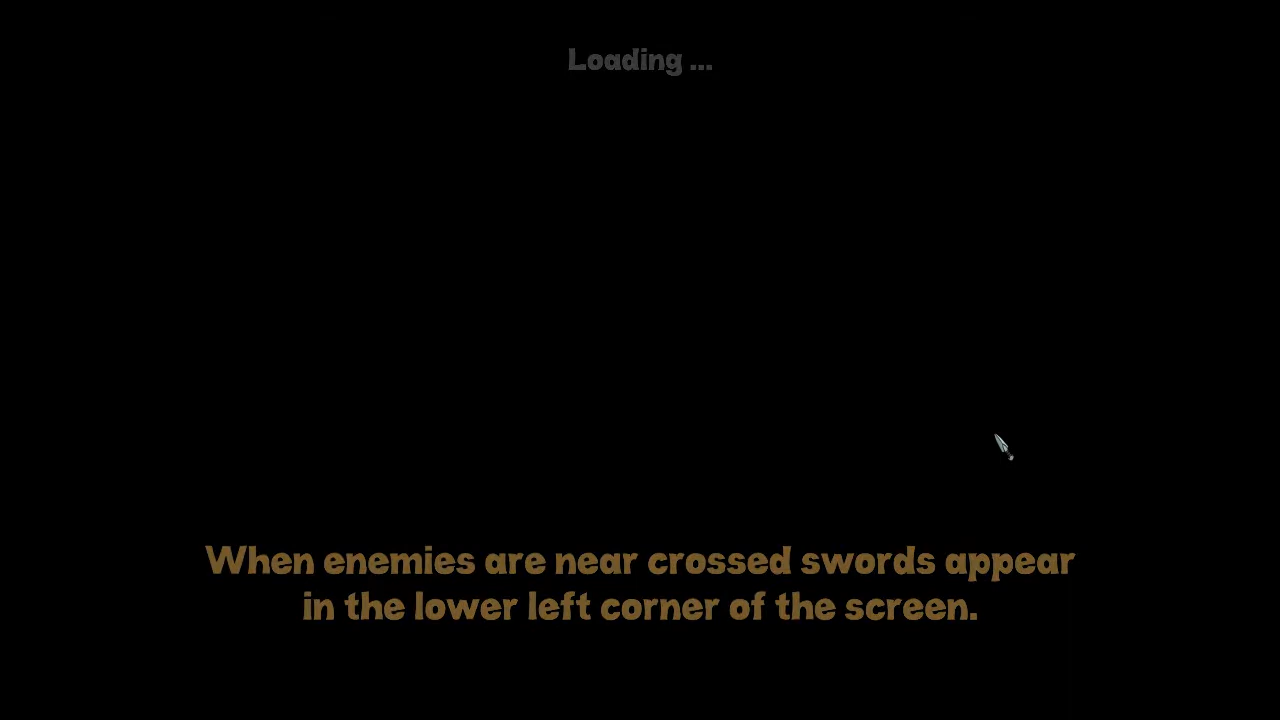 Loading ...
When enemies are near crossed swords appear
in the lower left corner of the screen.